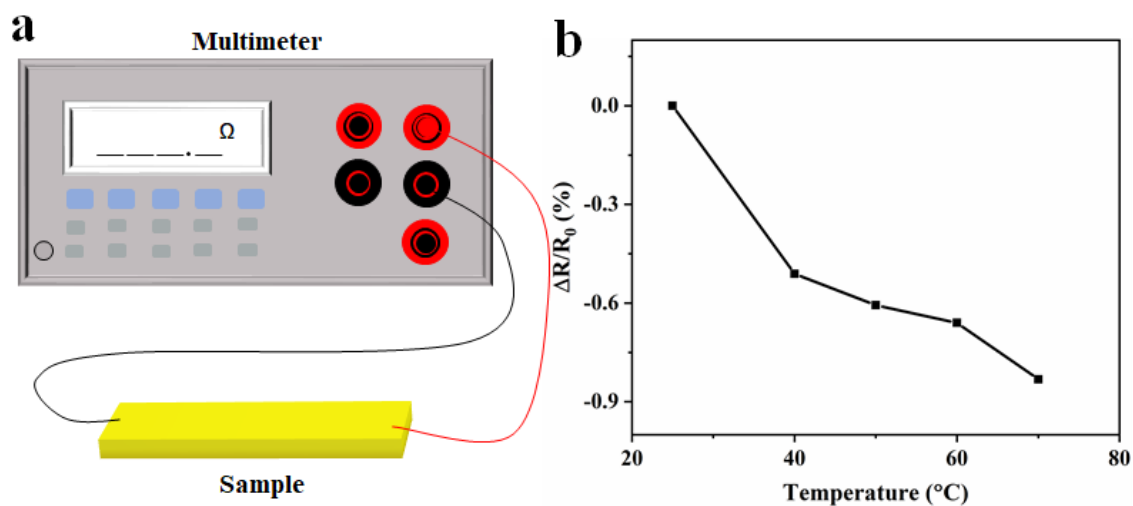 a
Multimeter
Ω
Sample
b
ΔR/R₀ (%)
0.0
-0.3
-0.6
-0.9
20
40
60
80
Temperature (°C)